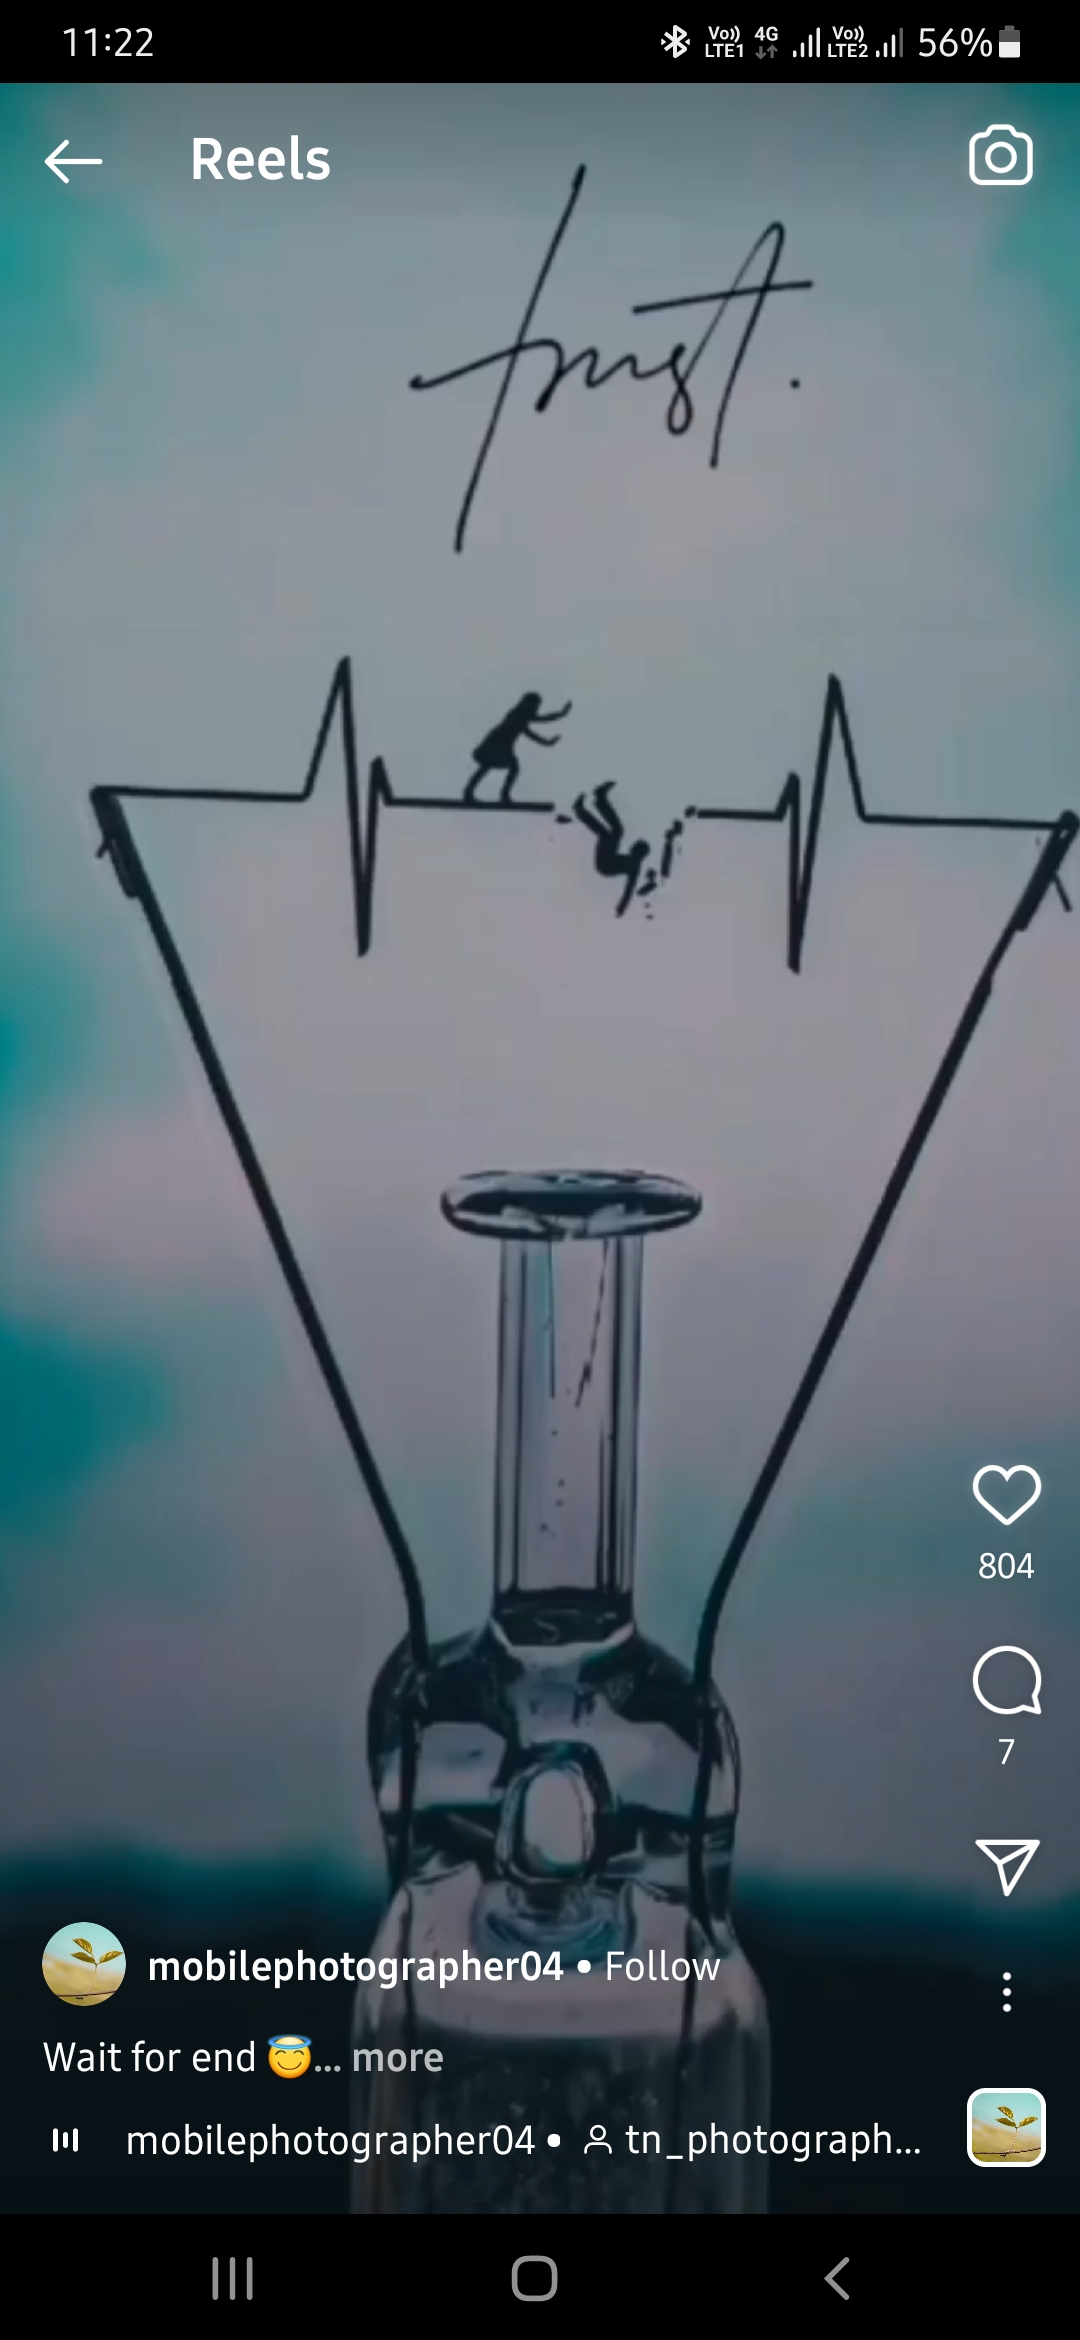 11:22
Vo)) LTE1 4G Vo)) LTE2 56%
Reels
trust.
804
7
mobilephotographer04 • Follow
Wait for end 😇... more
mobilephotographer04 • tn_photograph...